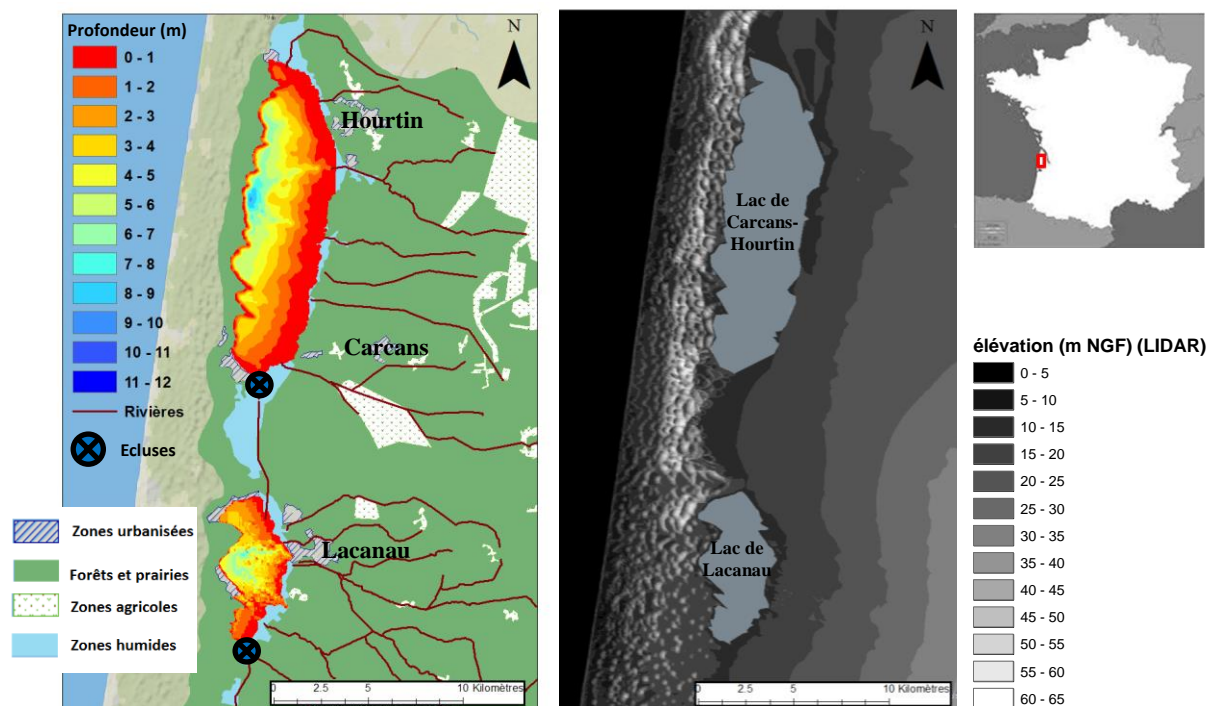 Profondeur (m)
0 - 1
1 - 2
2 - 3
3 - 4
4 - 5
5 - 6
6 - 7
7 - 8
8 - 9
9 - 10
10 - 11
11 - 12
Rivières
Ecluses
Zones urbanisées
Forêts et prairies
Zones agricoles
Zones humides
N
Hourtin
Carcans
Lacanau
0 2.5 5 10 Kilomètres
N
Lac de
Carcans-
Hourtin
Lac de
Lacanau
0 2.5 5 10 Kilomètres
élévation (m NGF) (LIDAR)
0 - 5
5 - 10
10 - 15
15 - 20
20 - 25
25 - 30
30 - 35
35 - 40
40 - 45
45 - 50
50 - 55
55 - 60
60 - 65